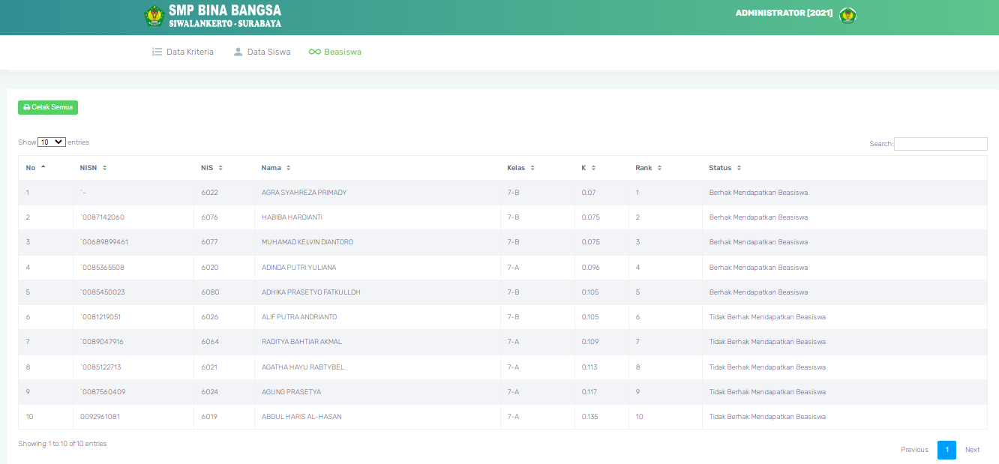 SMP BINA BANGSA
SIWALANKERTO - SURABAYA
ADMINISTRATOR [2021]
Data Kriteria Data Siswa Beasiswa
Cetak Semua
Show 10 entries
Search:
No NISN NIS Nama Kelas K Rank Status
1 `- 6022 AGRA SYAHREZA PRIMADY 7-B 0.07 1 Berhak Mendapatkan Beasiswa
2 `0087142060 6076 HABIBA HARDIANTI 7-B 0.075 2 Berhak Mendapatkan Beasiswa
3 `00689899461 6077 MUHAMAD KELVIN DIANTORO 7-B 0.075 3 Berhak Mendapatkan Beasiswa
4 `0085365508 6020 ADINDA PUTRI YULIANA 7-A 0.096 4 Berhak Mendapatkan Beasiswa
5 `0085450023 6080 ADHIKA PRASETYO FATKULLOH 7-B 0.105 5 Berhak Mendapatkan Beasiswa
6 `0081219051 6026 ALIF PUTRA ANDRIANTO 7-B 0.105 6 Tidak Berhak Mendapatkan Beasiswa
7 `0089047916 6064 RADITYA BAHTIAR AKMAL 7-A 0.109 7 Tidak Berhak Mendapatkan Beasiswa
8 `0085122713 6021 AGATHA HAYU RABTYBEL 7-A 0.113 8 Tidak Berhak Mendapatkan Beasiswa
9 `0087560409 6024 AGUNG PRASETYA 7-A 0.117 9 Tidak Berhak Mendapatkan Beasiswa
10 0092961081 6019 ABDUL HARIS AL-HASAN 7-A 0.135 10 Tidak Berhak Mendapatkan Beasiswa
Showing 1 to 10 of 10 entries
Previous 1 Next